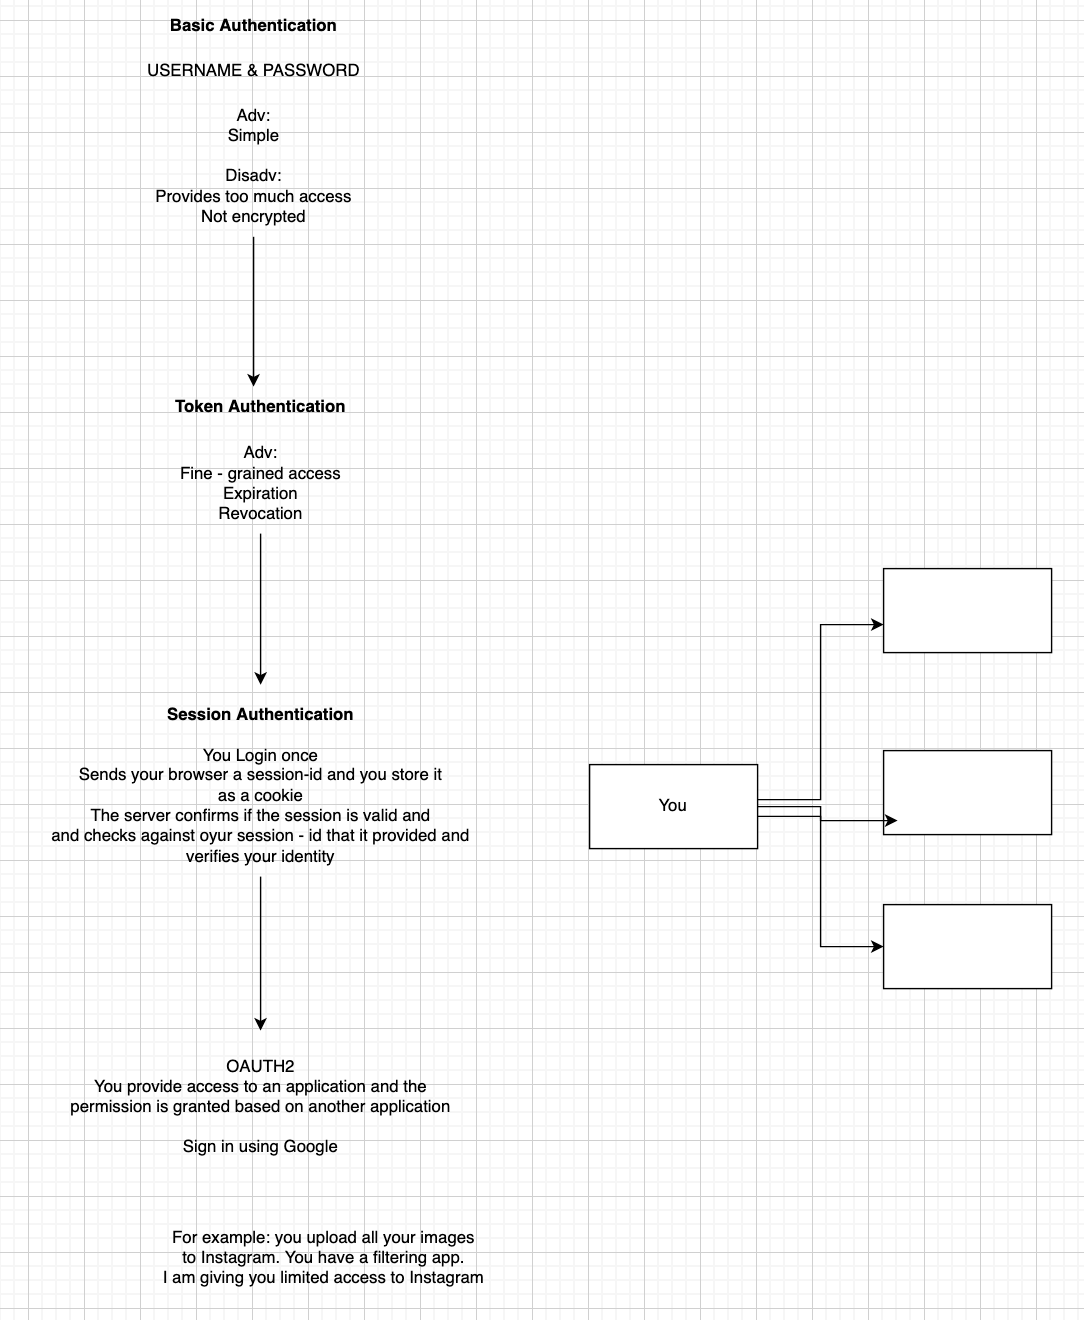 Basic Authentication
USERNAME & PASSWORD
Adv:
Simple
Disadv:
Provides too much access
Not encrypted
Token Authentication
Adv:
Fine - grained access
Expiration
Revocation
Session Authentication
You Login once
Sends your browser a session-id and you store it
as a cookie
The server confirms if the session is valid and
and checks against oyur session - id that it provided and
verifies your identity
You
OAUTH2
You provide access to an application and the
permission is granted based on another application
Sign in using Google
For example: you upload all your images
to Instagram. You have a filtering app.
I am giving you limited access to Instagram